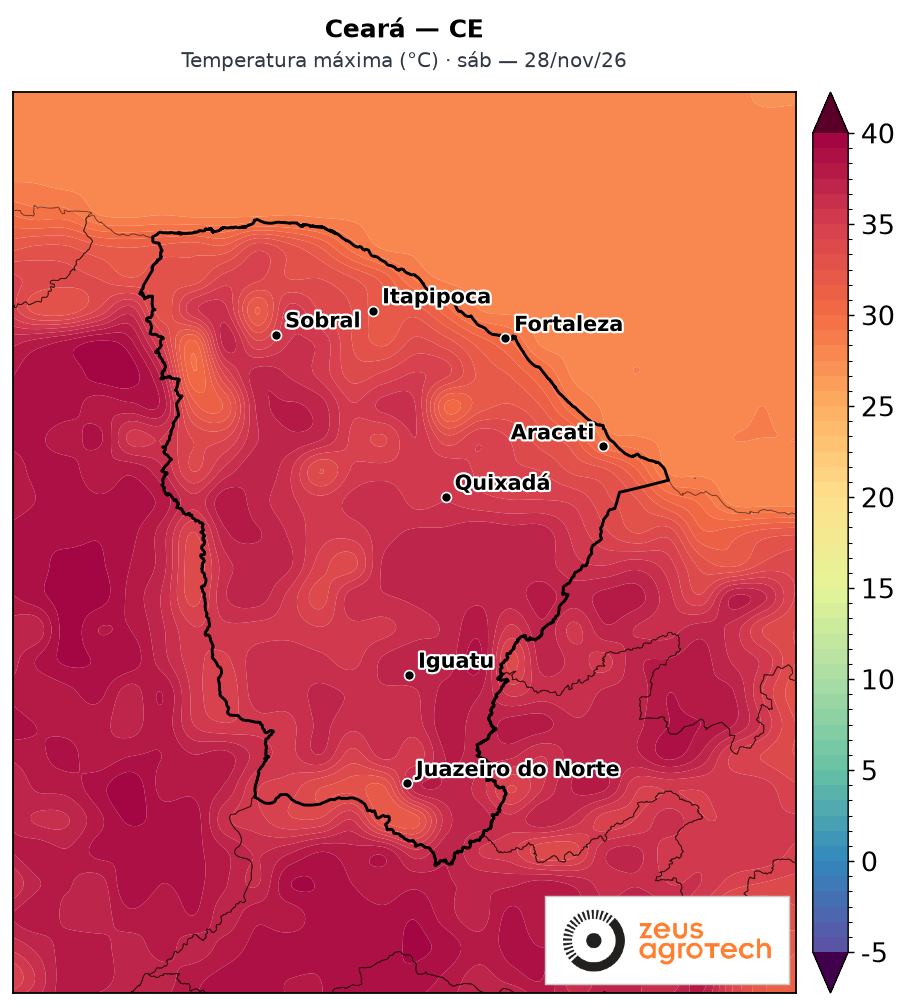 Ceará — CE
Temperatura máxima (°C) · sáb — 28/nov/26
40
35
30
25
20
15
10
5
0
-5
Itapipoca
Sobral
Fortaleza
Aracati
Quixadá
Iguatu
Juazeiro do Norte
zeus
agrotech